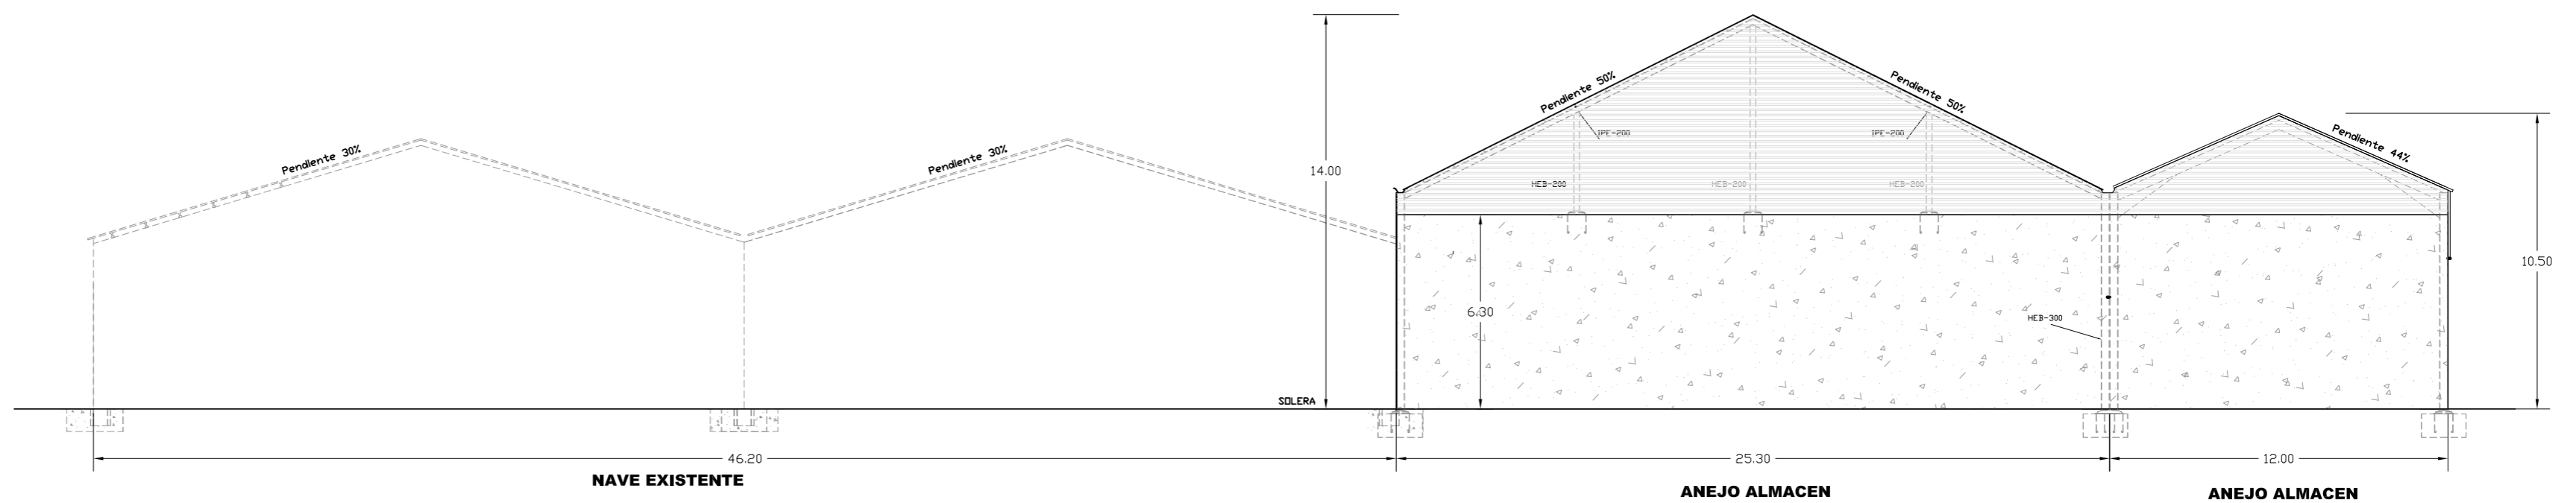 Pendiente 30%
Pendiente 30%
Pendiente 50%
Pendiente 50%
Pendiente 44%
IPE-200
IPE-200
14.00
HEB-200
HEB-200
HEB-200
10.50
6.30
HEB-300
SOLERA
46.20
25.30
12.00
NAVE EXISTENTE
ANEJO ALMACEN
ANEJO ALMACEN